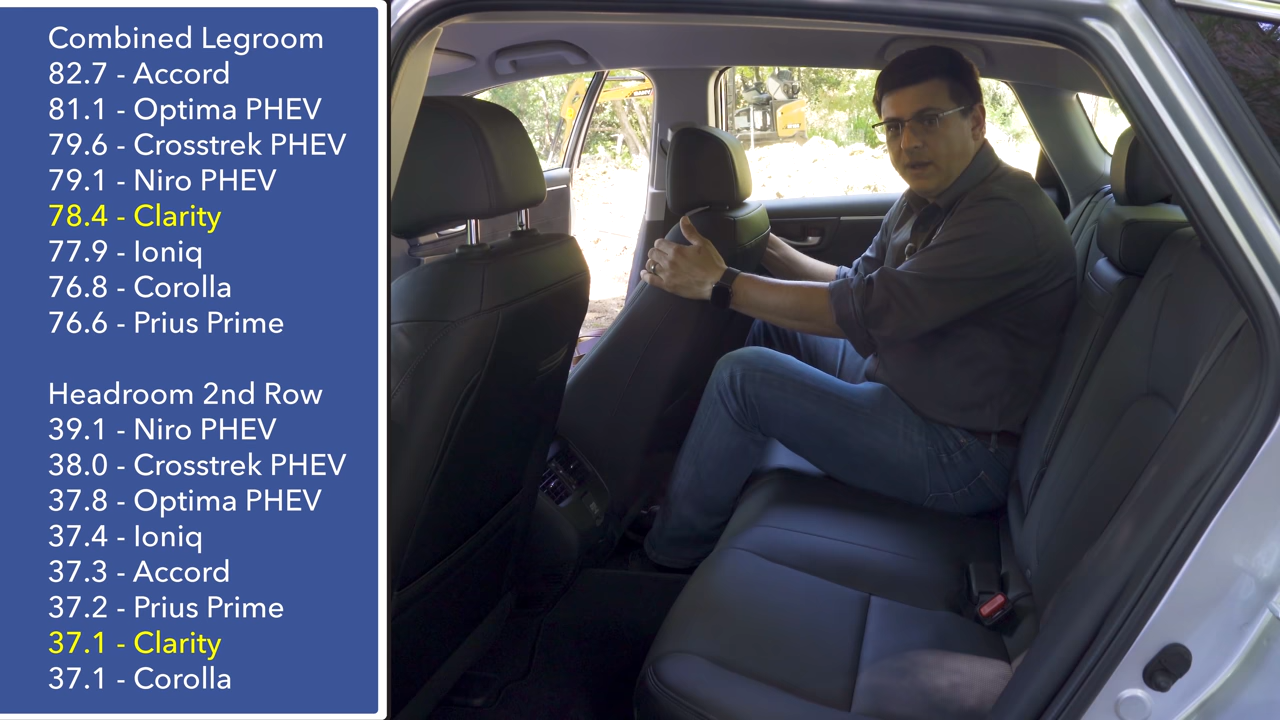 Combined Legroom
82.7 - Accord
81.1 - Optima PHEV
79.6 - Crosstrek PHEV
79.1 - Niro PHEV
78.4 - Clarity
77.9 - Ioniq
76.8 - Corolla
76.6 - Prius Prime
Headroom 2nd Row
39.1 - Niro PHEV
38.0 - Crosstrek PHEV
37.8 - Optima PHEV
37.4 - Ioniq
37.3 - Accord
37.2 - Prius Prime
37.1 - Clarity
37.1 - Corolla